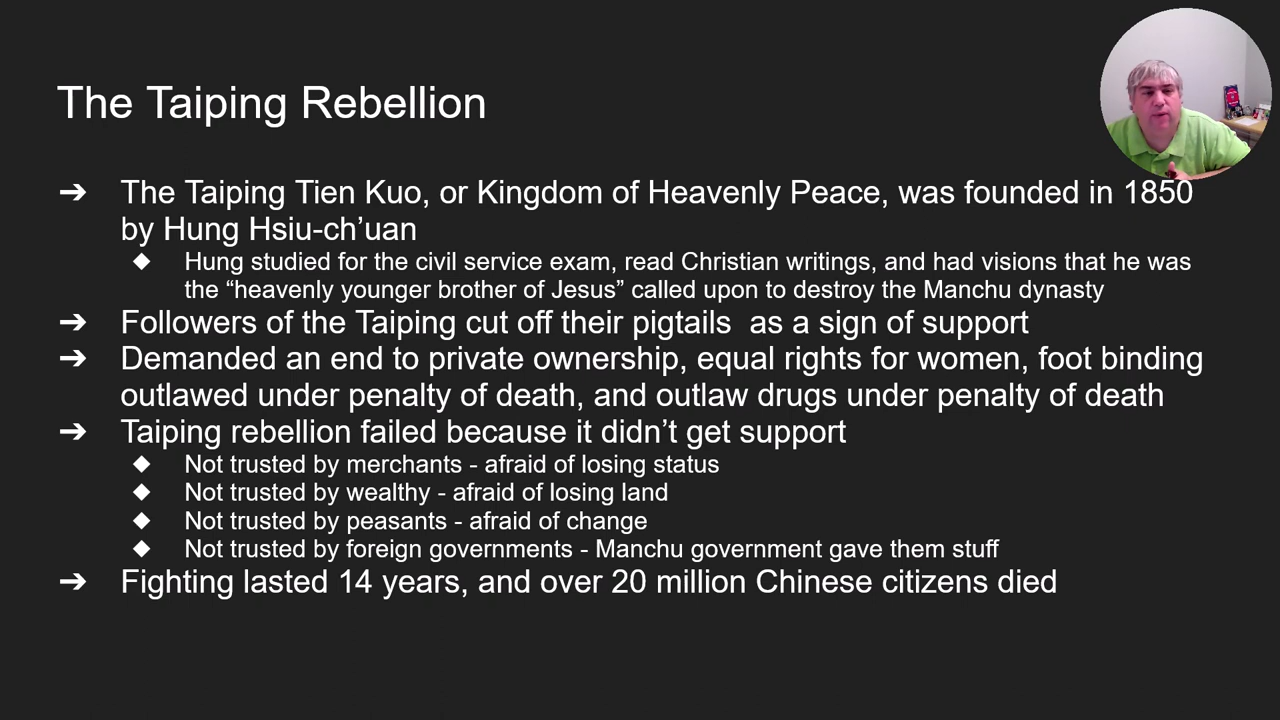 The Taiping Rebellion
➔ The Taiping Tien Kuo, or Kingdom of Heavenly Peace, was founded in 1850
by Hung Hsiu-ch’uan
◆ Hung studied for the civil service exam, read Christian writings, and had visions that he was
the “heavenly younger brother of Jesus” called upon to destroy the Manchu dynasty
➔ Followers of the Taiping cut off their pigtails  as a sign of support
➔ Demanded an end to private ownership, equal rights for women, foot binding
outlawed under penalty of death, and outlaw drugs under penalty of death
➔ Taiping rebellion failed because it didn’t get support
◆ Not trusted by merchants - afraid of losing status
◆ Not trusted by wealthy - afraid of losing land
◆ Not trusted by peasants - afraid of change
◆ Not trusted by foreign governments - Manchu government gave them stuff
➔ Fighting lasted 14 years, and over 20 million Chinese citizens died